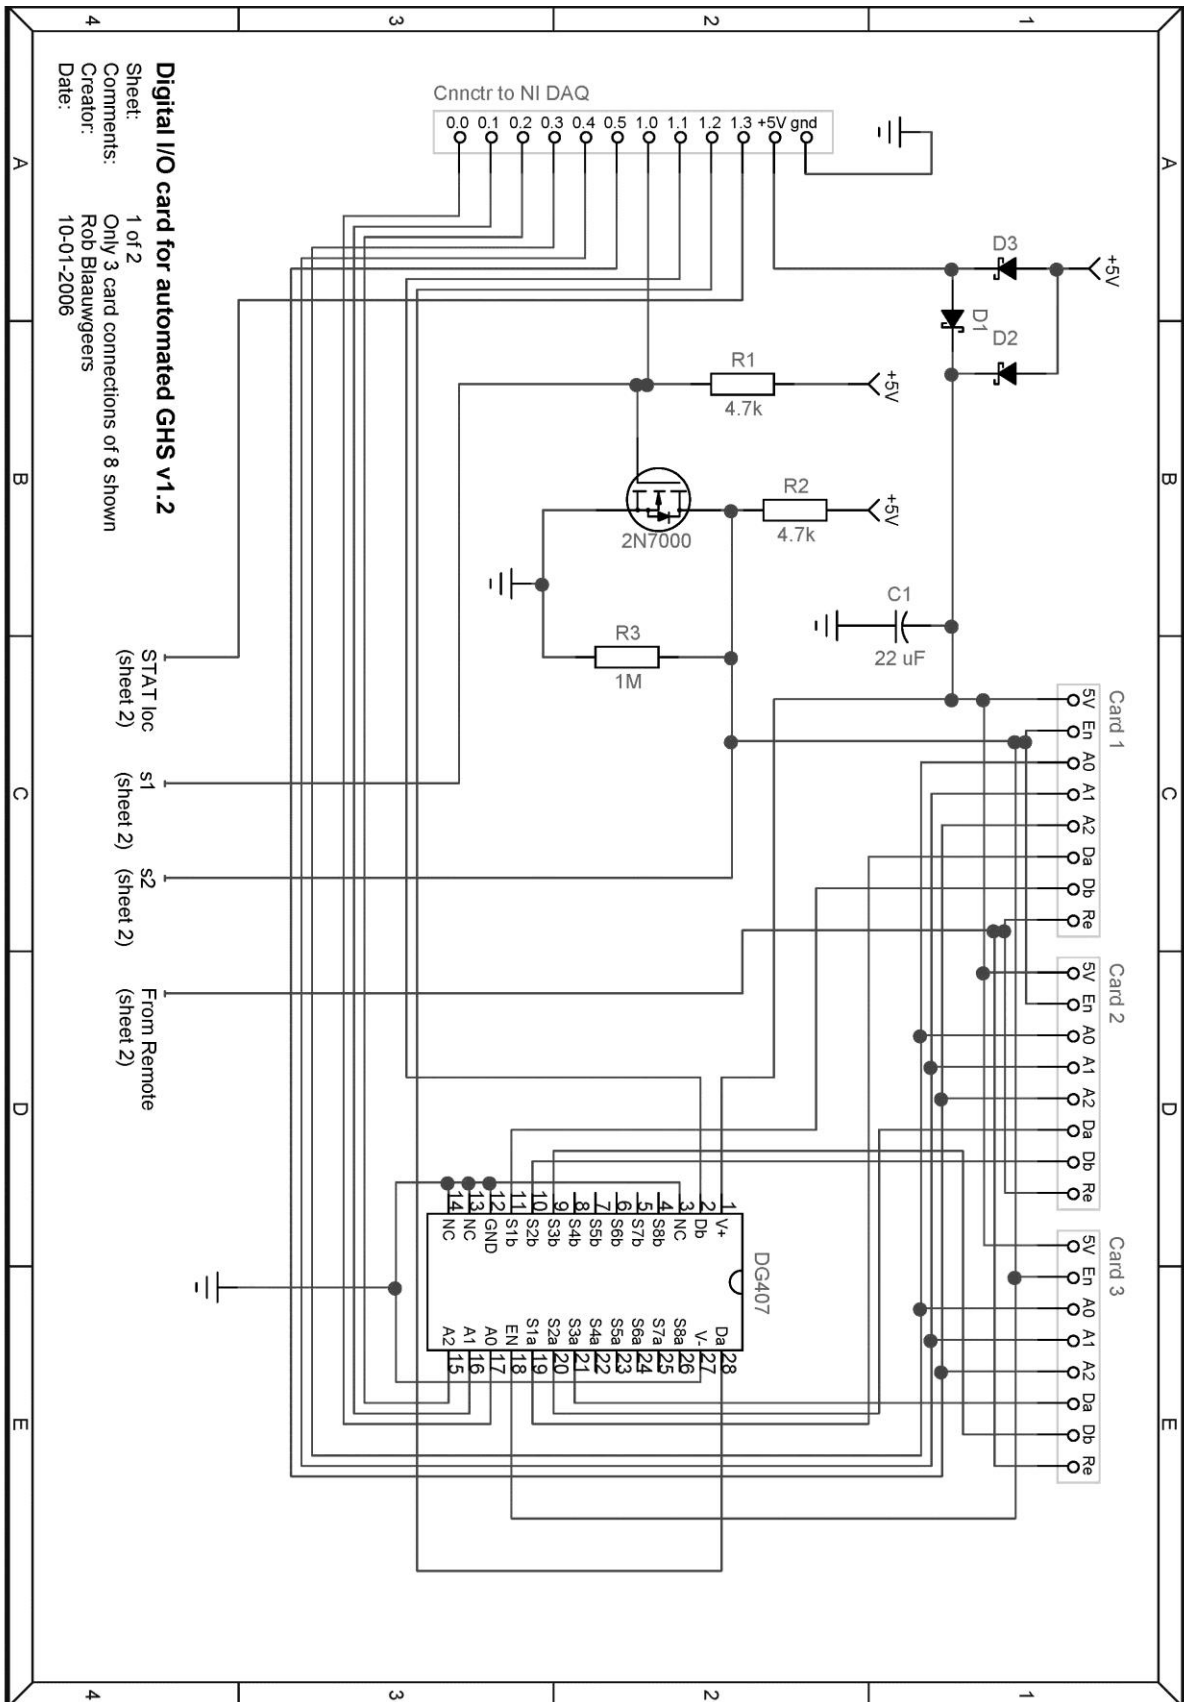 4
3
2
1
A
B
C
D
E
A
B
C
D
E
4
3
2
1
Digital I/O card for automated GHS v1.2
Sheet: 1 of 2
Comments: Only 3 card connections of 8 shown
Creator: Rob Blaauwgeers
Date: 10-01-2006
Cnnctr to NI DAQ
0.0 0.1 0.2 0.3 0.4 0.5 1.0 1.1 1.2 1.3 +5V gnd
D3
+5V
D1
D2
R1
4.7k
+5V
R2
4.7k
+5V
2N7000
C1
22 uF
R3
1M
STAT loc
(sheet 2)
s1
(sheet 2)
s2
(sheet 2)
From Remote
(sheet 2)
Card 1
5V En A0 A1 A2 Da Db Re
Card 2
5V En A0 A1 A2 Da Db Re
Card 3
5V En A0 A1 A2 Da Db Re
DG407
14 13 12 11 10 9 8 7 6 5 4 3 2 1
NC NC GND S1b S2b S3b S4b S5b S6b S7b S8b NC Db V+
A2 A1 A0 EN S1a S2a S3a S4a S5a S6a S7a S8a V- Da
15 16 17 18 19 20 21 22 23 24 25 26 27 28